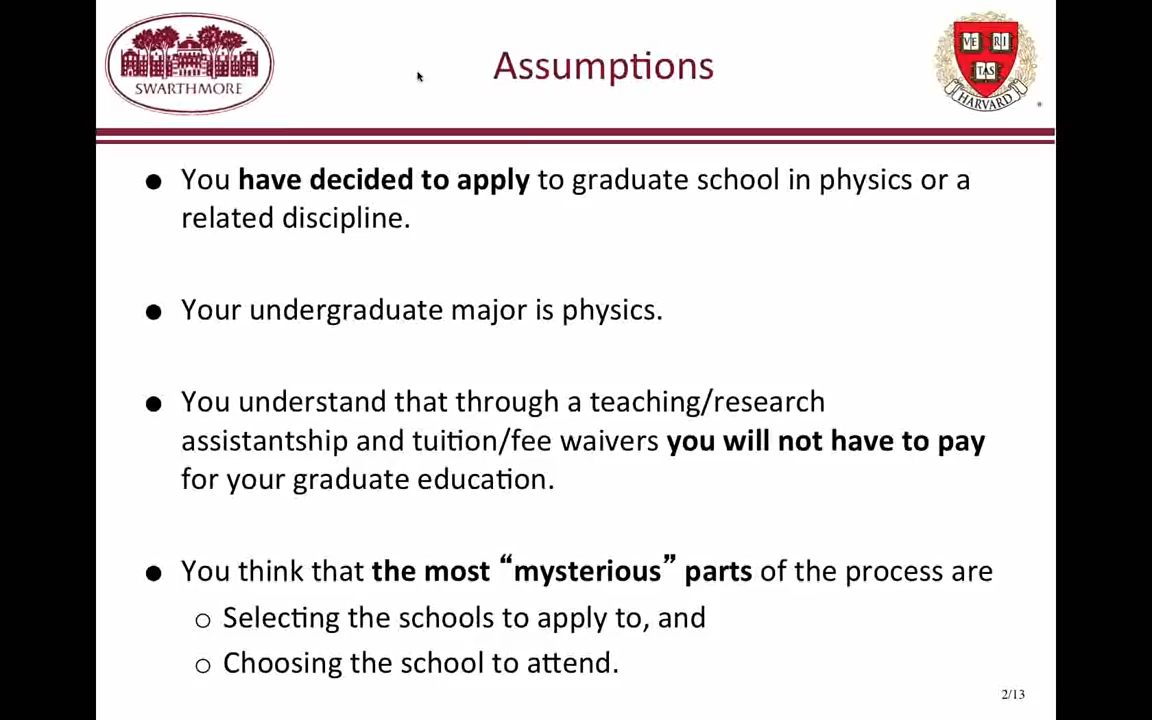 SWARTHMORE
Assumptions
VE RI
TAS
HARVARD
● You have decided to apply to graduate school in physics or a
related discipline.
● Your undergraduate major is physics.
● You understand that through a teaching/research
assistantship and tuition/fee waivers you will not have to pay
for your graduate education.
● You think that the most “mysterious” parts of the process are
○ Selecting the schools to apply to, and
○ Choosing the school to attend.
2/13